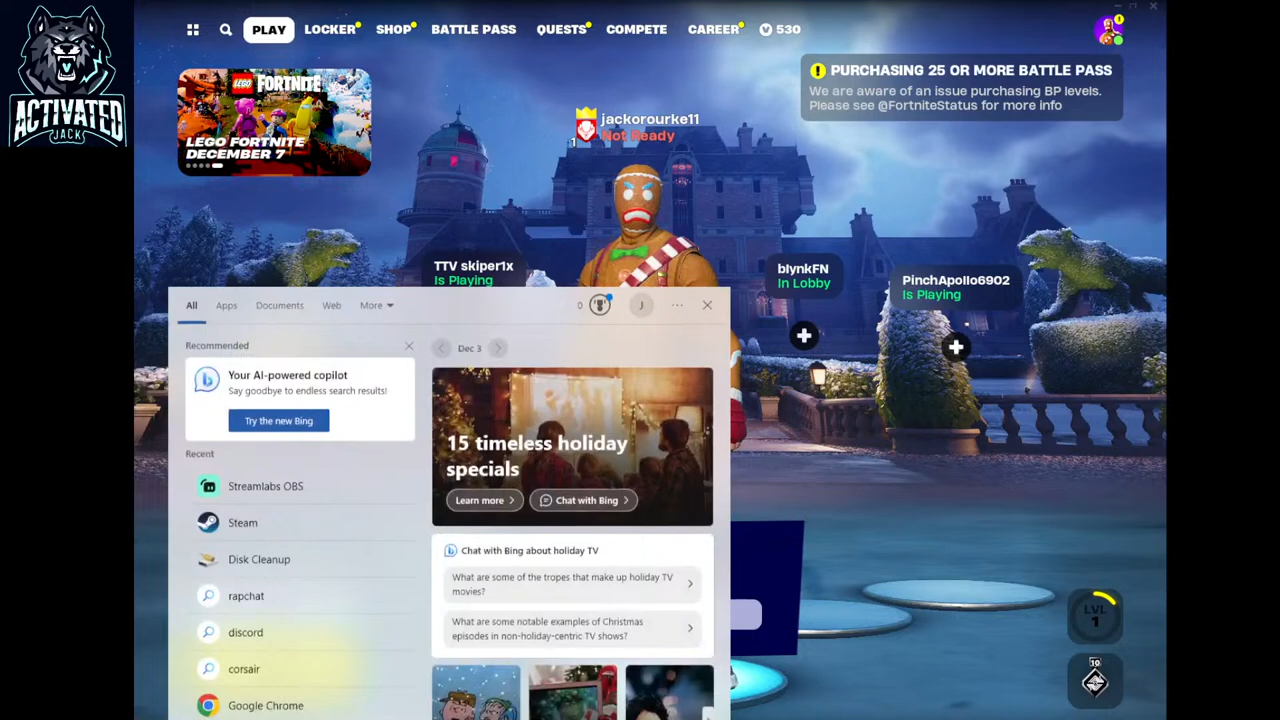 ACTIVATED
JACK
PLAY
LOCKER
SHOP
BATTLE PASS
QUESTS
COMPETE
CAREER
530
LEGO FORTNITE
LEGO FORTNITE
DECEMBER 7
PURCHASING 25 OR MORE BATTLE PASS
We are aware of an issue purchasing BP levels.
Please see @FortniteStatus for more info
jackorourke11
1 Not Ready
TTV skiper1x
Is Playing
blynkFN
In Lobby
PinchApollo6902
Is Playing
All
Apps
Documents
Web
More
0
J
Recommended
Your AI-powered copilot
Say goodbye to endless search results!
Try the new Bing
Recent
Streamlabs OBS
Steam
Disk Cleanup
rapchat
discord
corsair
Google Chrome
Dec 3
15 timeless holiday
specials
Learn more
Chat with Bing
Chat with Bing about holiday TV
What are some of the tropes that make up holiday TV
movies?
What are some notable examples of Christmas
episodes in non-holiday-centric TV shows?
LVL
1
10